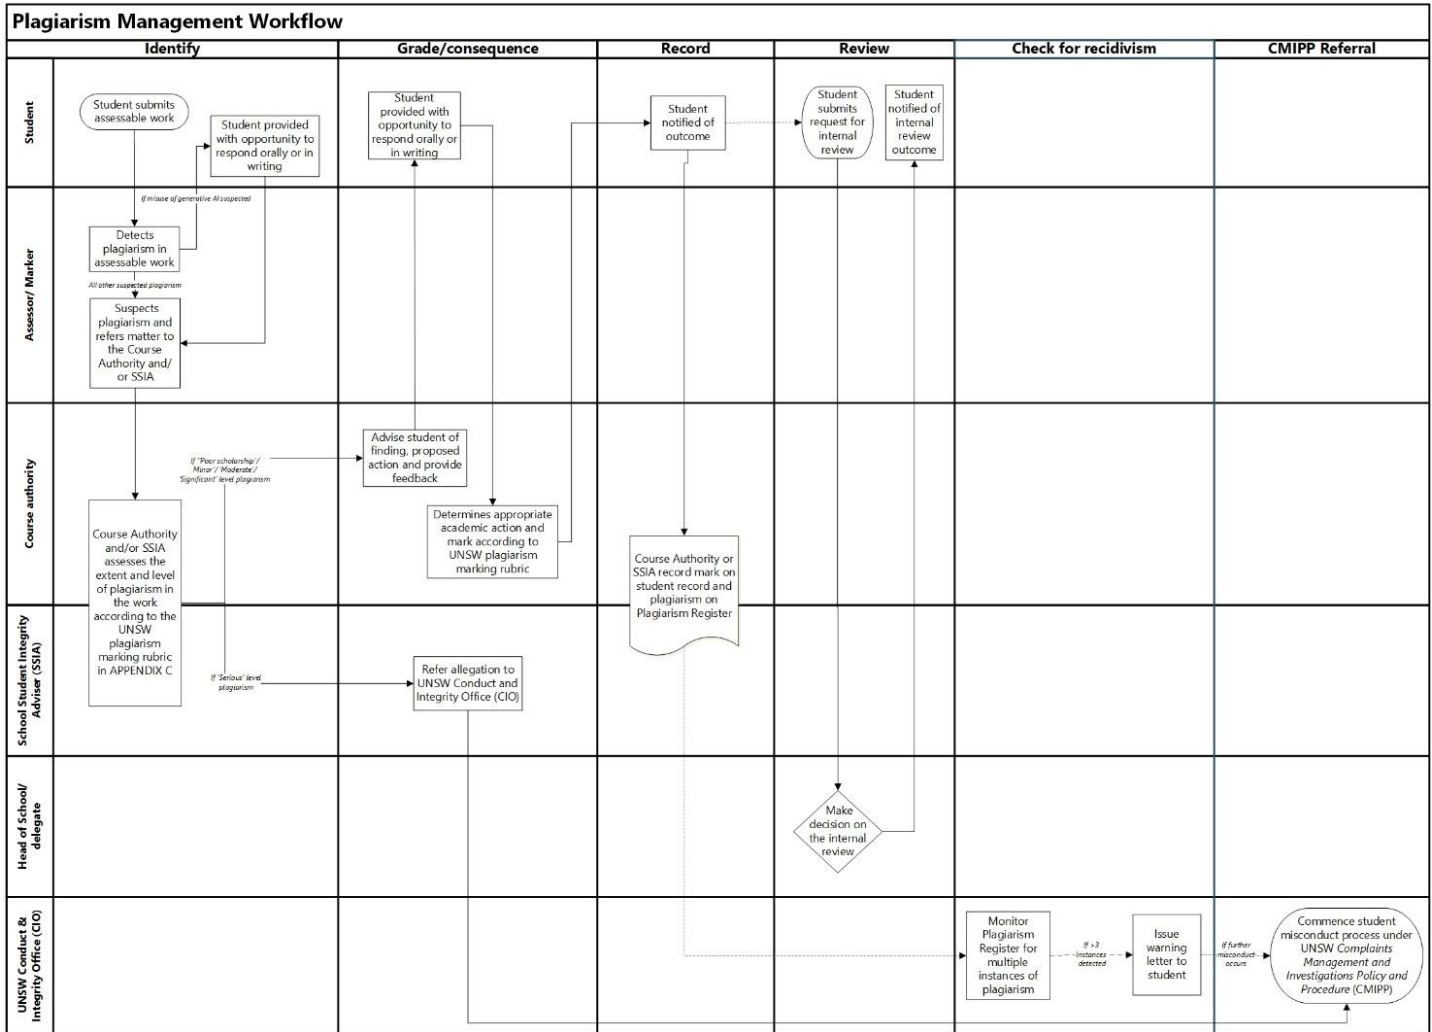 Plagiarism Management Workflow
Identify
Grade/consequence
Record
Review
Check for recidivism
CMIPP Referral
Student
Student submits
assessable work
Student provided
with opportunity to
respond orally or in
writing
Student
provided with
opportunity to
respond orally or
in writing
Student
notified of
outcome
Student
submits
request for
internal
review
Student
notified of
internal
review
outcome
Assessor/ Marker
If misuse of generative AI suspected
Detects
plagiarism in
assessable work
All other suspected plagiarism
Suspects
plagiarism and
refers matter to
the Course
Authority and/
or SSIA
Course authority
If "Poor scholarship'/
Minor'/ 'Moderate'/
'Significant' level plagiarism
Advise student of
finding, proposed
action and provide
feedback
Determines appropriate
academic action and
mark according to
UNSW plagiarism
marking rubric
Course Authority
and/or SSIA
assesses the
extent and level
of plagiarism in
the work
according to the
UNSW
plagiarism
marking rubric
in APPENDIX C
Course Authority or
SSIA record mark on
student record and
plagiarism on
Plagiarism Register
School Student Integrity
Adviser (SSIA)
If 'Serious' level
plagiarism
Refer allegation to
UNSW Conduct and
Integrity Office (CIO)
Head of School/
delegate
Make
decision on
the internal
review
UNSW Conduct &
Integrity Office (CIO)
Monitor
Plagiarism
Register for
multiple
instances of
plagiarism
If >3
instances
detected
Issue
warning
letter to
student
If further
misconduct
occurs
Commence student
misconduct process under
UNSW Complaints
Management and
Investigations Policy and
Procedure (CMIPP)